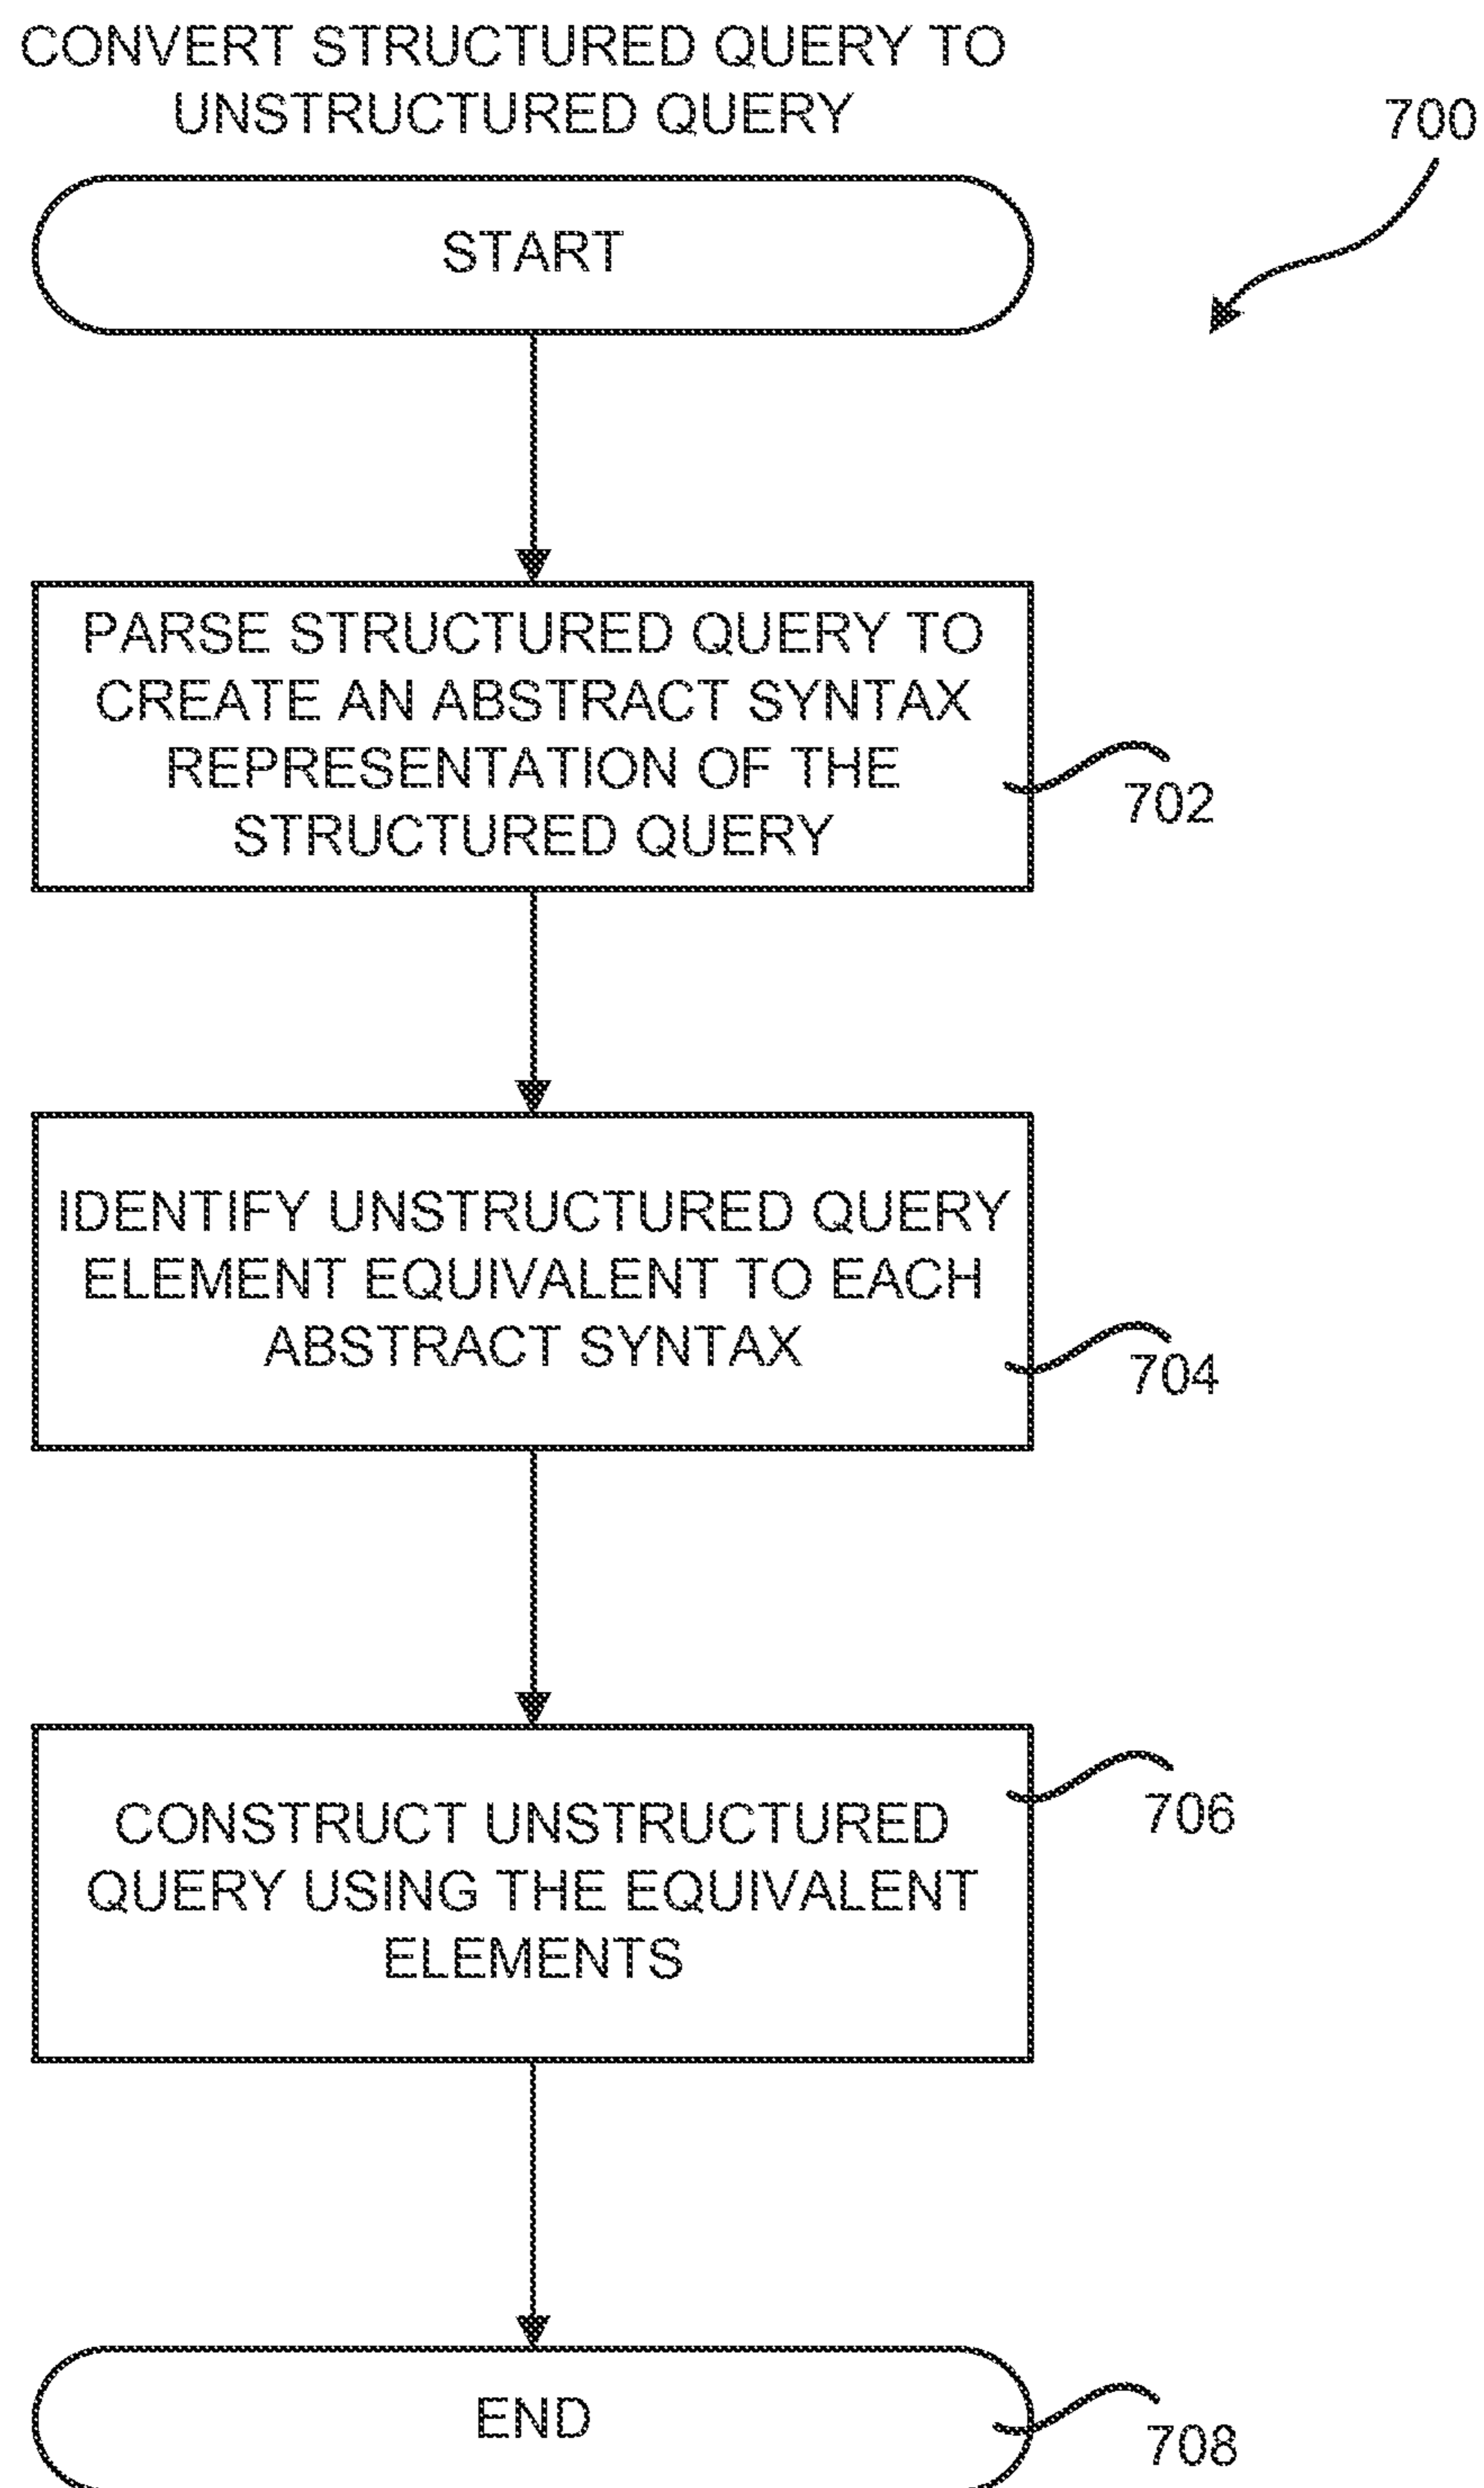 CONVERT STRUCTURED QUERY TO
UNSTRUCTURED QUERY
700
START
PARSE STRUCTURED QUERY TO
CREATE AN ABSTRACT SYNTAX
REPRESENTATION OF THE
STRUCTURED QUERY
702
IDENTIFY UNSTRUCTURED QUERY
ELEMENT EQUIVALENT TO EACH
ABSTRACT SYNTAX
704
CONSTRUCT UNSTRUCTURED
QUERY USING THE EQUIVALENT
ELEMENTS
706
END
708